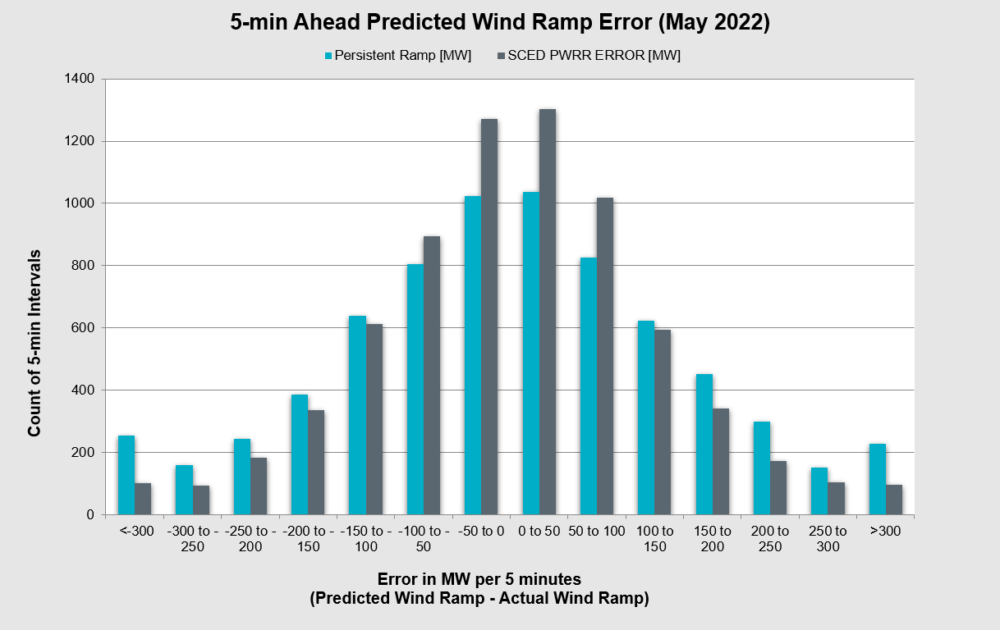 5-min Ahead Predicted Wind Ramp Error (May 2022)
Persistent Ramp [MW] SCED PWRR ERROR [MW]
1400
1200
1000
800
600
400
200
0
Count of 5-min Intervals
<-300 -300 to - -250 to - -200 to - -150 to - -100 to - -50 to 0 0 to 50 50 to 100 100 to 150 to 200 to 250 to >300
250 200 150 100 50 150 200 250 300
Error in MW per 5 minutes
(Predicted Wind Ramp - Actual Wind Ramp)